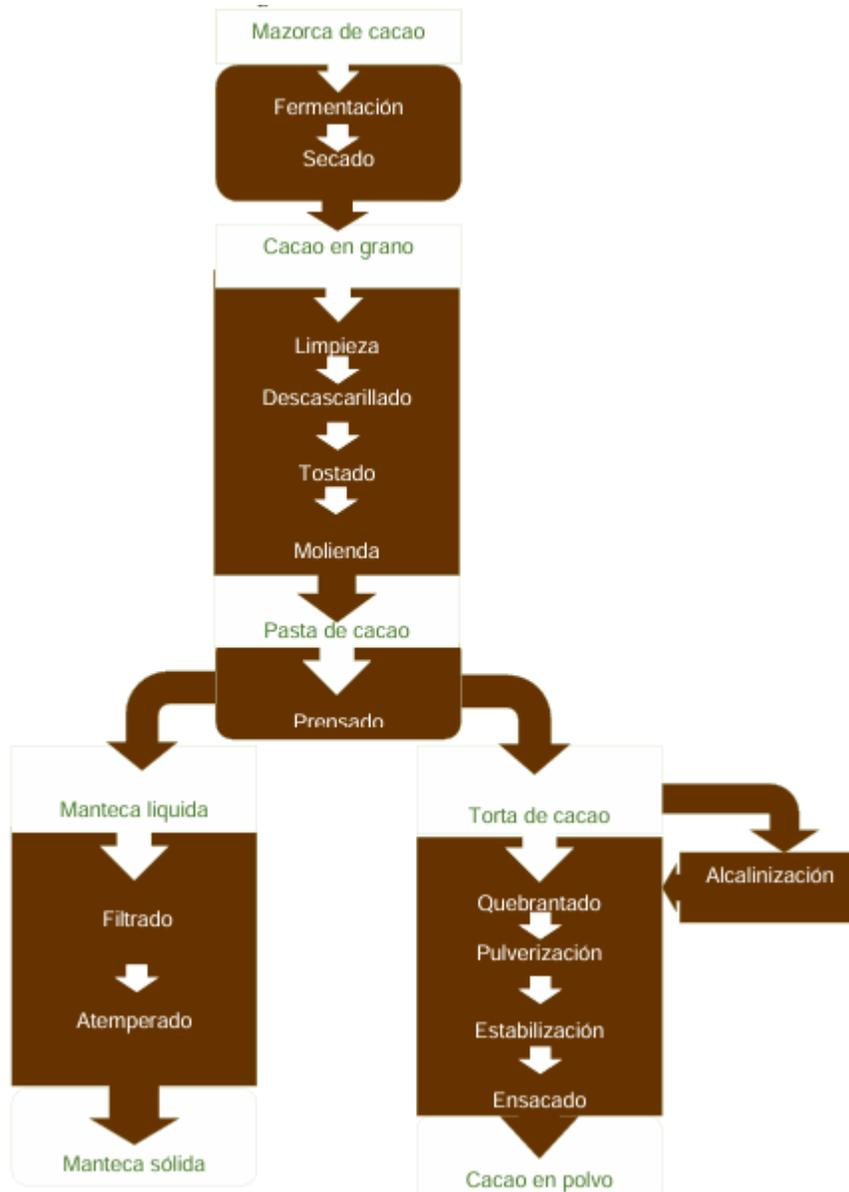 Mazorca de cacao
Fermentación
Secado
Cacao en grano
Limpieza
Descascarillado
Tostado
Molienda
Pasta de cacao
Prensado
Manteca liquida
Filtrado
Atemperado
Manteca sólida
Torta de cacao
Alcalinización
Quebrantado
Pulverización
Estabilización
Ensacado
Cacao en polvo